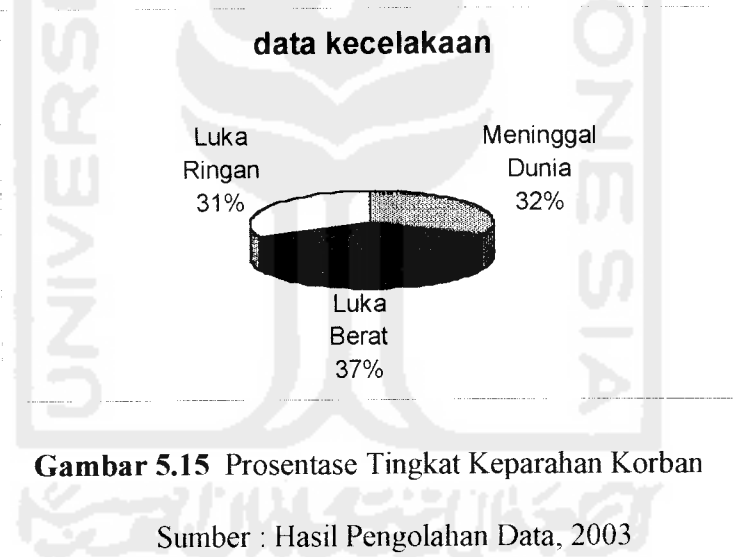 data kecelakaan
Luka
Ringan
31%
Meninggal
Dunia
32%
Luka
Berat
37%
Gambar 5.15 Prosentase Tingkat Keparahan Korban
Sumber : Hasil Pengolahan Data, 2003